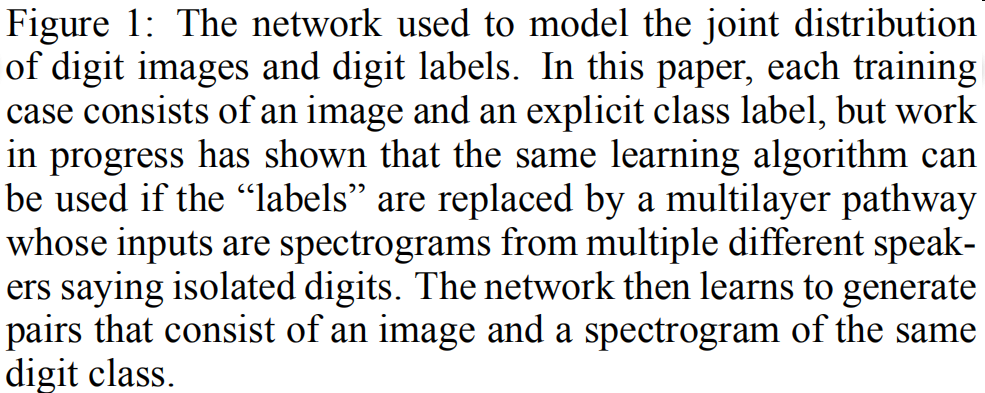 Figure 1: The network used to model the joint distribution
of digit images and digit labels. In this paper, each training
case consists of an image and an explicit class label, but work
in progress has shown that the same learning algorithm can
be used if the “labels” are replaced by a multilayer pathway
whose inputs are spectrograms from multiple different speak-
ers saying isolated digits. The network then learns to generate
pairs that consist of an image and a spectrogram of the same
digit class.